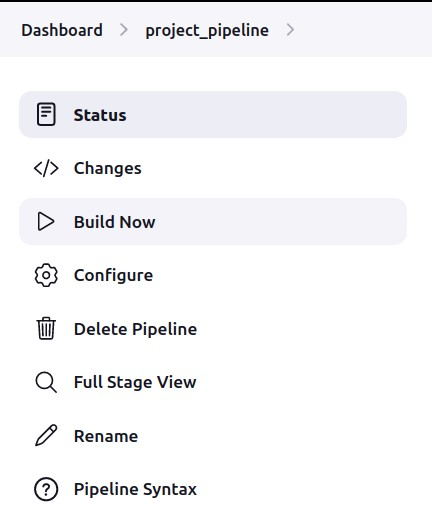 Dashboard > project_pipeline >
Status
</> Changes
Build Now
Configure
Delete Pipeline
Full Stage View
Rename
? Pipeline Syntax